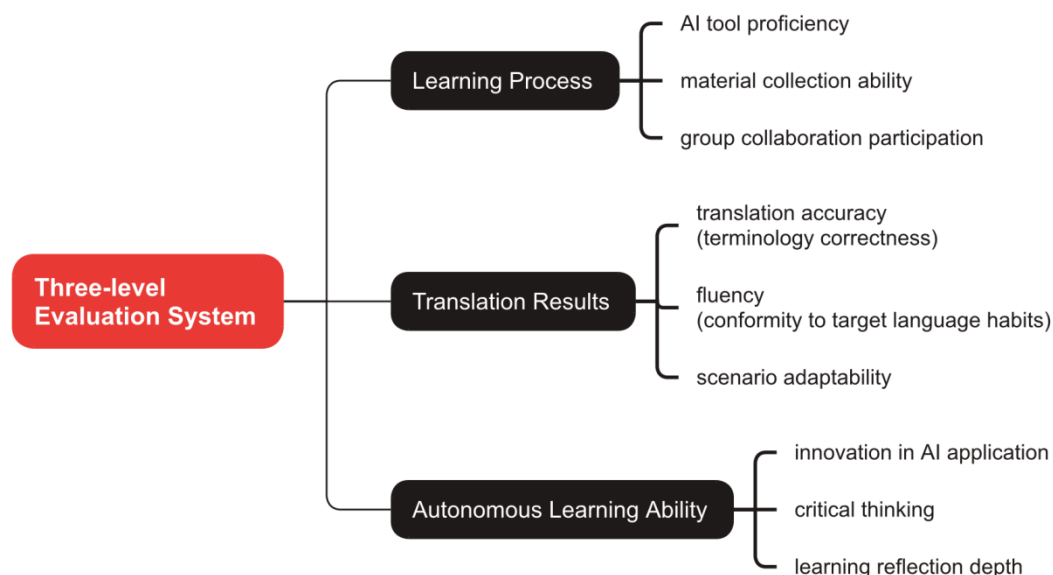 Three-level
Evaluation System
Learning Process
AI tool proficiency
material collection ability
group collaboration participation
Translation Results
translation accuracy
(terminology correctness)
fluency
(conformity to target language habits)
scenario adaptability
Autonomous Learning Ability
innovation in AI application
critical thinking
learning reflection depth